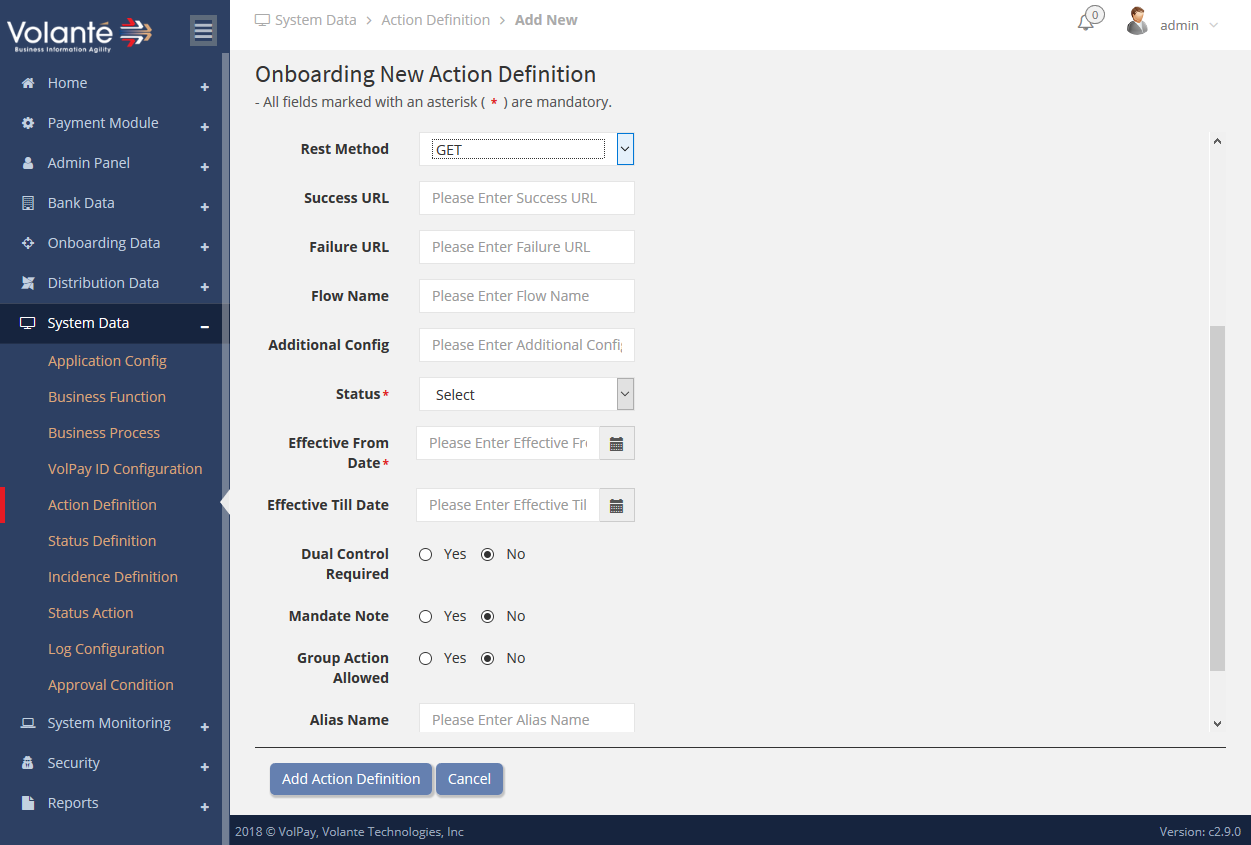 Volanté
Business Information Agility
System Data > Action Definition > Add New
0
admin
Home
Payment Module
Admin Panel
Bank Data
Onboarding Data
Distribution Data
System Data
Application Config
Business Function
Business Process
VolPay ID Configuration
Action Definition
Status Definition
Incidence Definition
Status Action
Log Configuration
Approval Condition
System Monitoring
Security
Reports
Onboarding New Action Definition
- All fields marked with an asterisk ( * ) are mandatory.
Rest Method GET
Success URL Please Enter Success URL
Failure URL Please Enter Failure URL
Flow Name Please Enter Flow Name
Additional Config Please Enter Additional Config
Status* Select
Effective From Please Enter Effective Fr
Date*
Effective Till Date Please Enter Effective Til
Dual Control Yes No
Required
Mandate Note Yes No
Group Action Yes No
Allowed
Alias Name Please Enter Alias Name
Add Action Definition Cancel
2018 © VolPay, Volante Technologies, Inc Version: c2.9.0